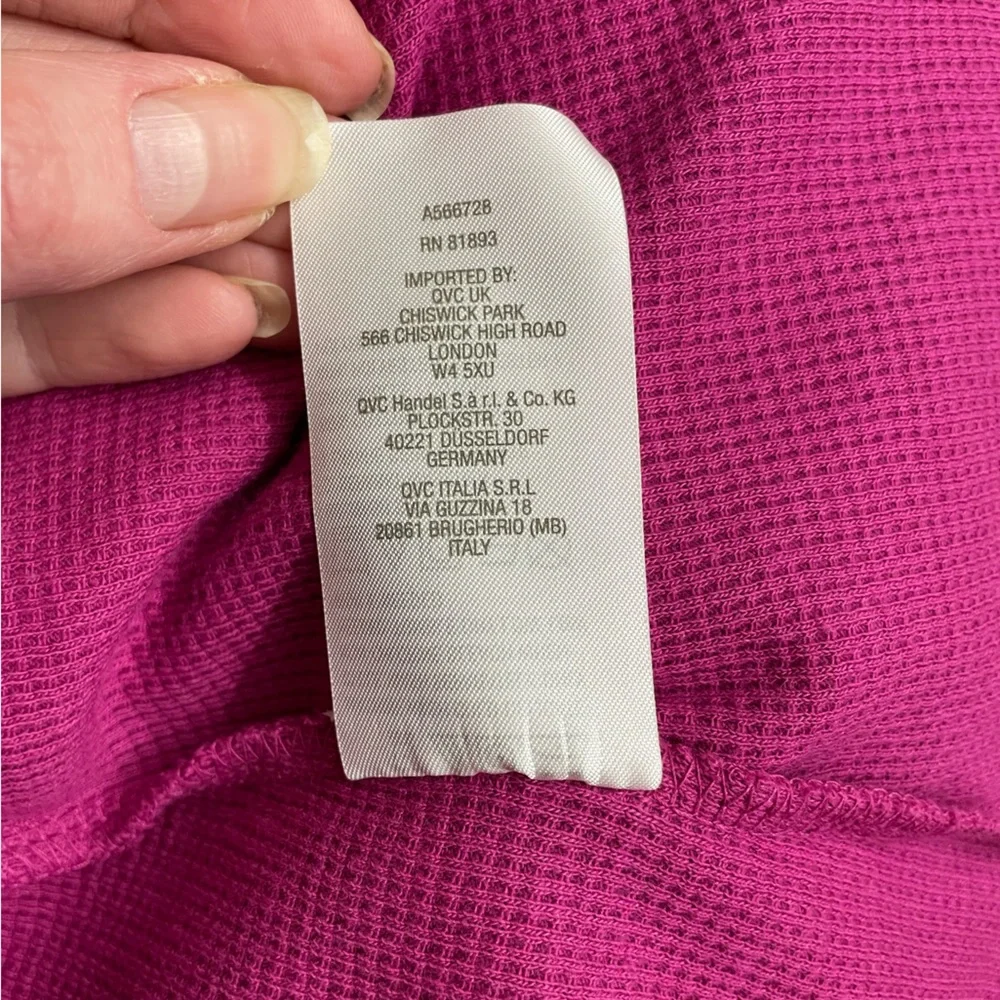 A566728
RN 81893
IMPORTED BY:
QVC UK
CHISWICK PARK
566 CHISWICK HIGH ROAD
LONDON
W4 5XU
QVC Handel S.à r.l. & Co. KG
PLOCKSTR. 30
40221 DÜSSELDORF
GERMANY
QVC ITALIA S.R.L
VIA GUZZINA 18
20861 BRUGHERIO (MB)
ITALY